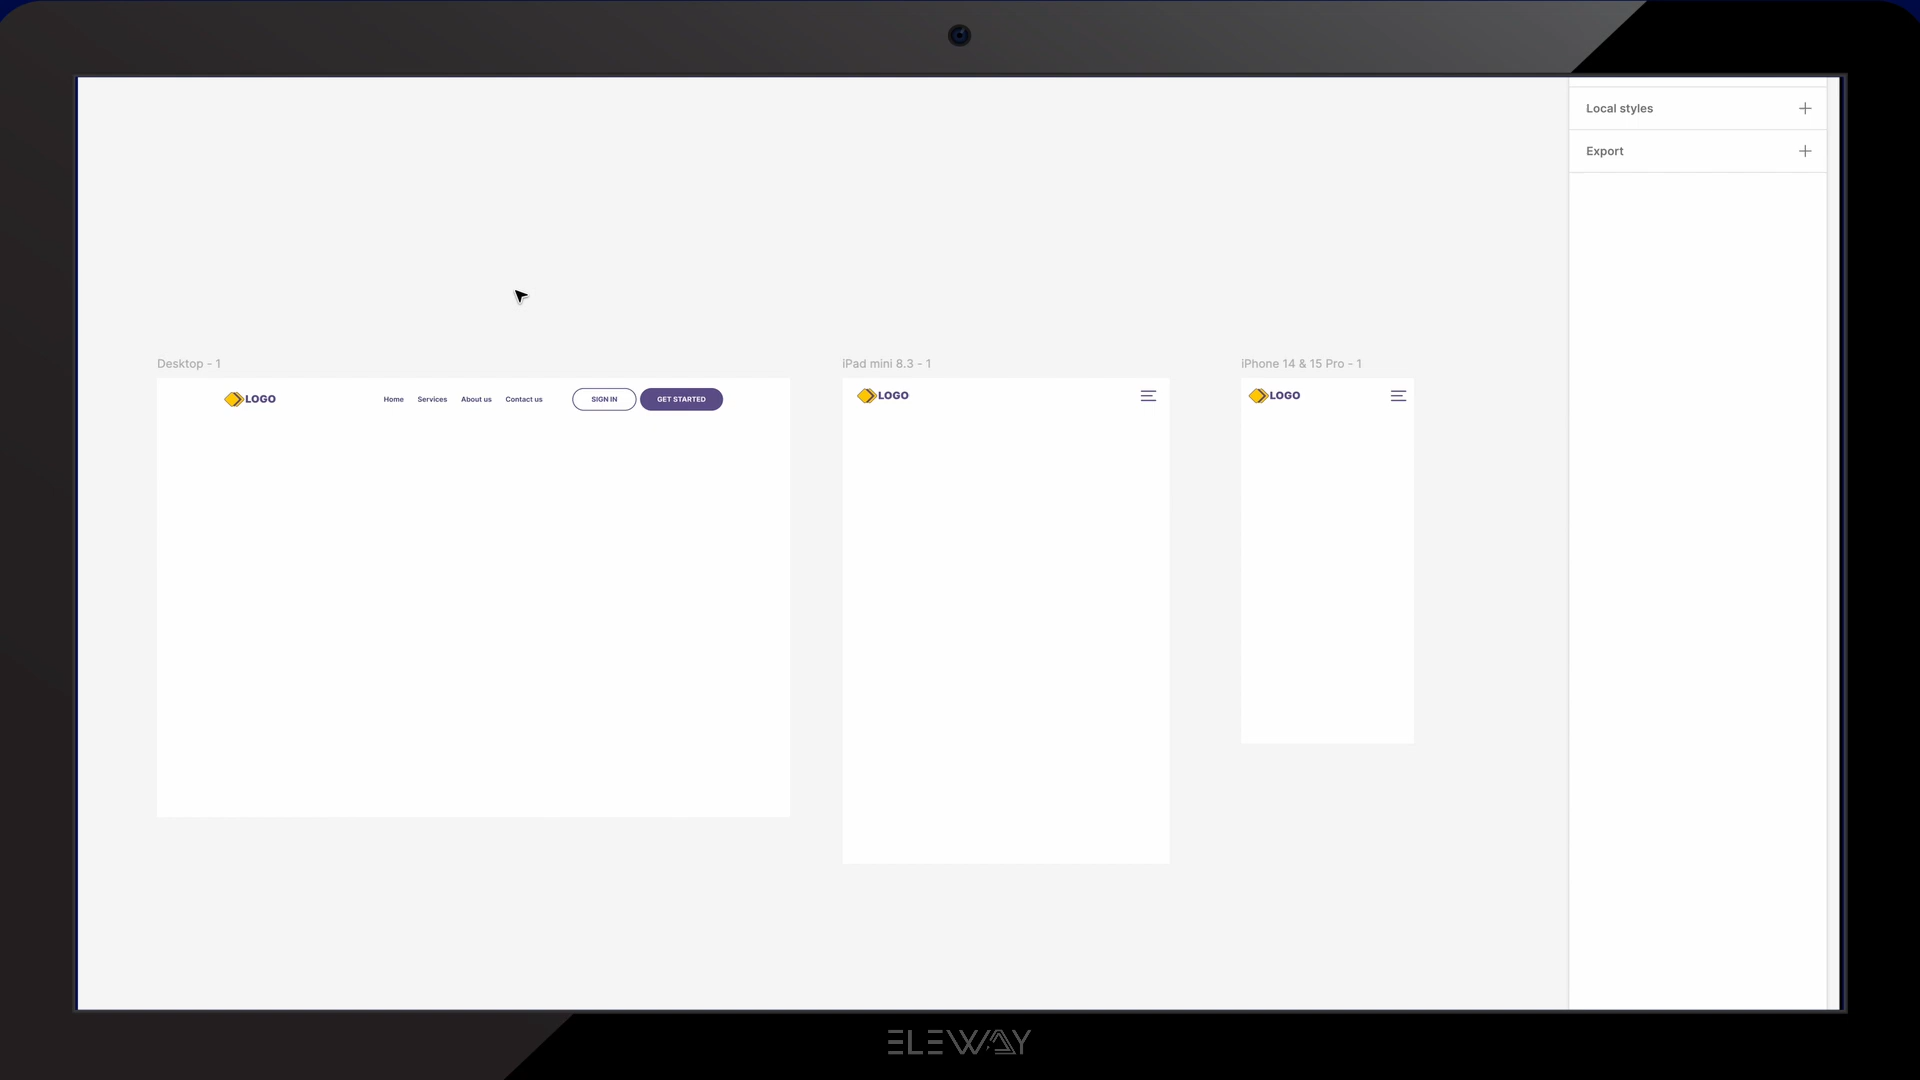 Local styles
Export
Desktop - 1
iPad mini 8.3 - 1
iPhone 14 & 15 Pro - 1
LOGO Home Services About us Contact us SIGN IN GET STARTED
LOGO
LOGO
ELEWAY